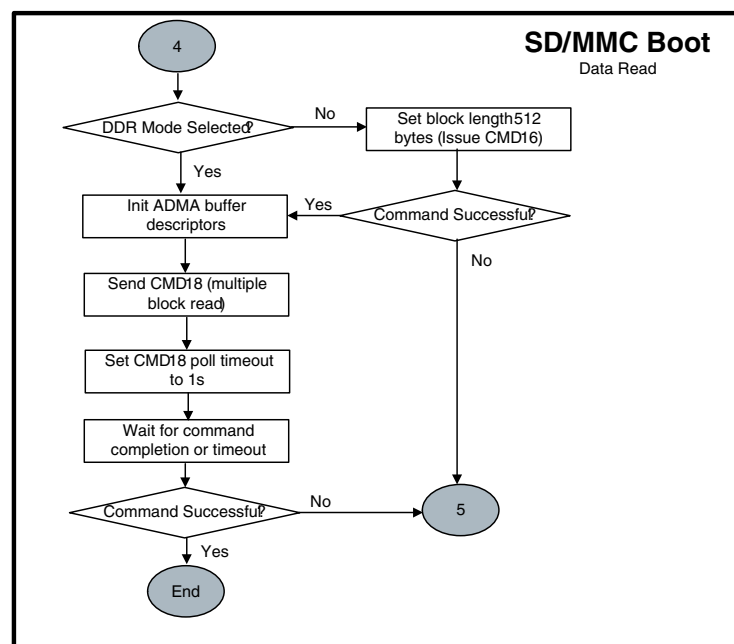 SD/MMC Boot
Data Read
4
DDR Mode Selected?
No
Set block length512
bytes (Issue CMD16)
Yes
Init ADMA buffer
descriptors
Yes
Command Successful?
No
Send CMD18 (multiple
block read)
Set CMD18 poll timeout
to 1s
Wait for command
completion or timeout
Command Successful?
No
5
Yes
End